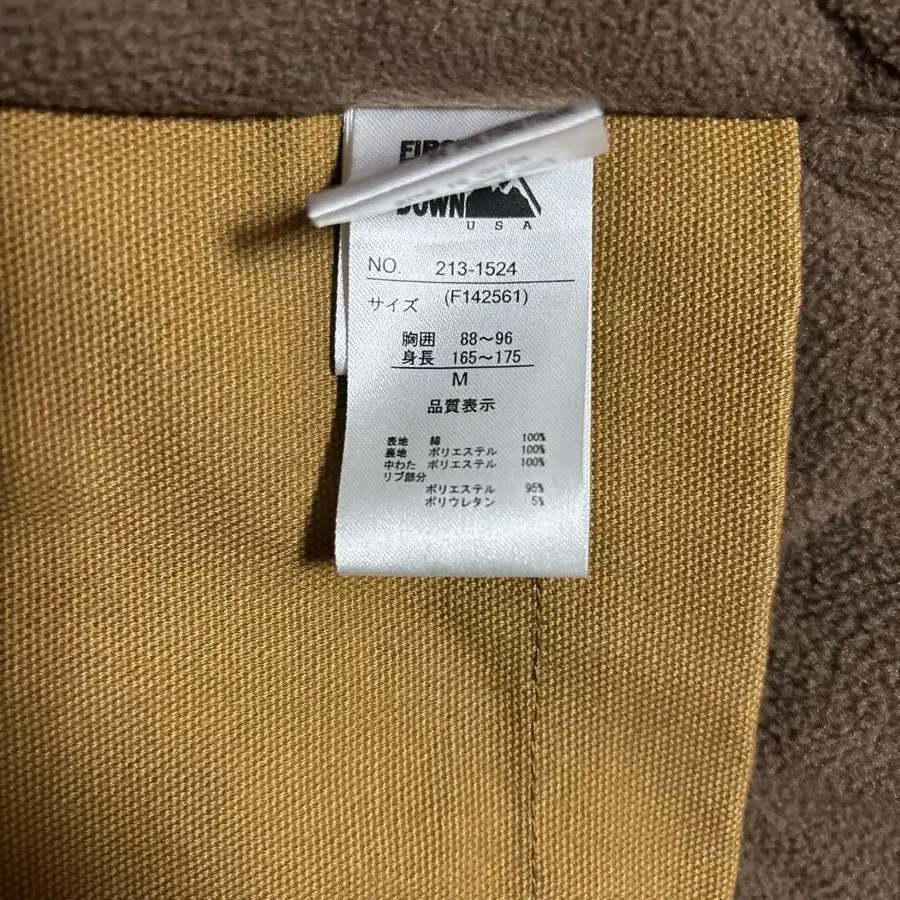 DOWN
USA
NO. 213-1524
サイズ (F142561)
胸囲 88～96
身長 165～175
M
品質表示
表地 綿 100%
裏地 ポリエステル 100%
中わた ポリエステル 100%
リブ部分
ポリエステル 95%
ポリウレタン 5%